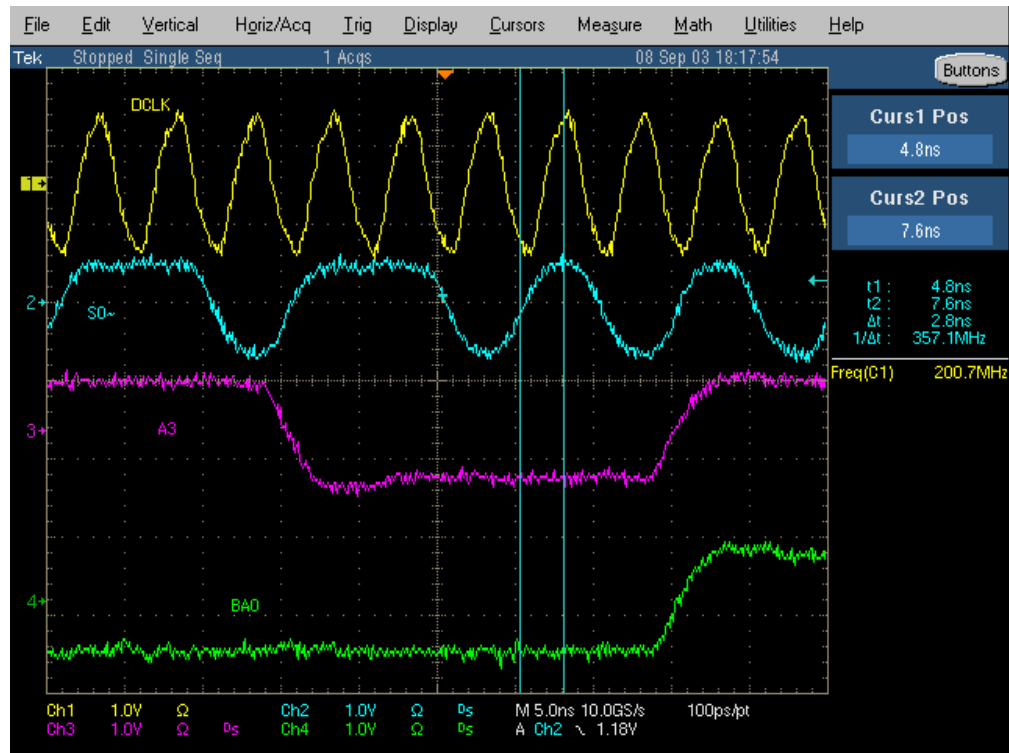 File Edit Vertical Horiz/Acq Trig Display Cursors Measure Math Utilities Help
Tek Stopped Single Seq 1 Acqs 08 Sep 03 18:17:54
Buttons
DCLK
Curs1 Pos
4.8ns
1
Curs2 Pos
7.6ns
t1 : 4.8ns
t2 : 7.6ns
Δt : 2.8ns
1/Δt : 357.1MHz
2
S0~
Freq(C1) 200.7MHz
3
A3
4
BA0
Ch1 1.0V Ω Ch2 1.0V Ω Ds M 5.0ns 10.0GS/s 100ps/pt
Ch3 1.0V Ω Ds Ch4 1.0V Ω Ds A Ch2 \ 1.18V